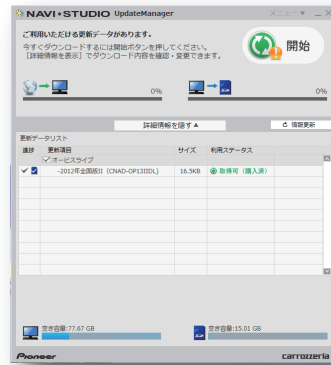 NAVI*STUDIO UpdateManager
メニュー ▼
ご利用いただける更新データがあります。
今すぐダウンロードするには開始ボタンを押してください。
[詳細情報を表示]でダウンロード内容を確認・変更できます。
開始
0%
0%
詳細情報を隠す▲
情報更新
更新データリスト
進捗 更新項目 サイズ 利用ステータス
オービスライブ
-2012年全国版II (CNAD-OP13IIDL) 16.5KB 取得可(購入済)
空き容量:77.67 GB
空き容量:15.01 GB
Pioneer
carrozzeria